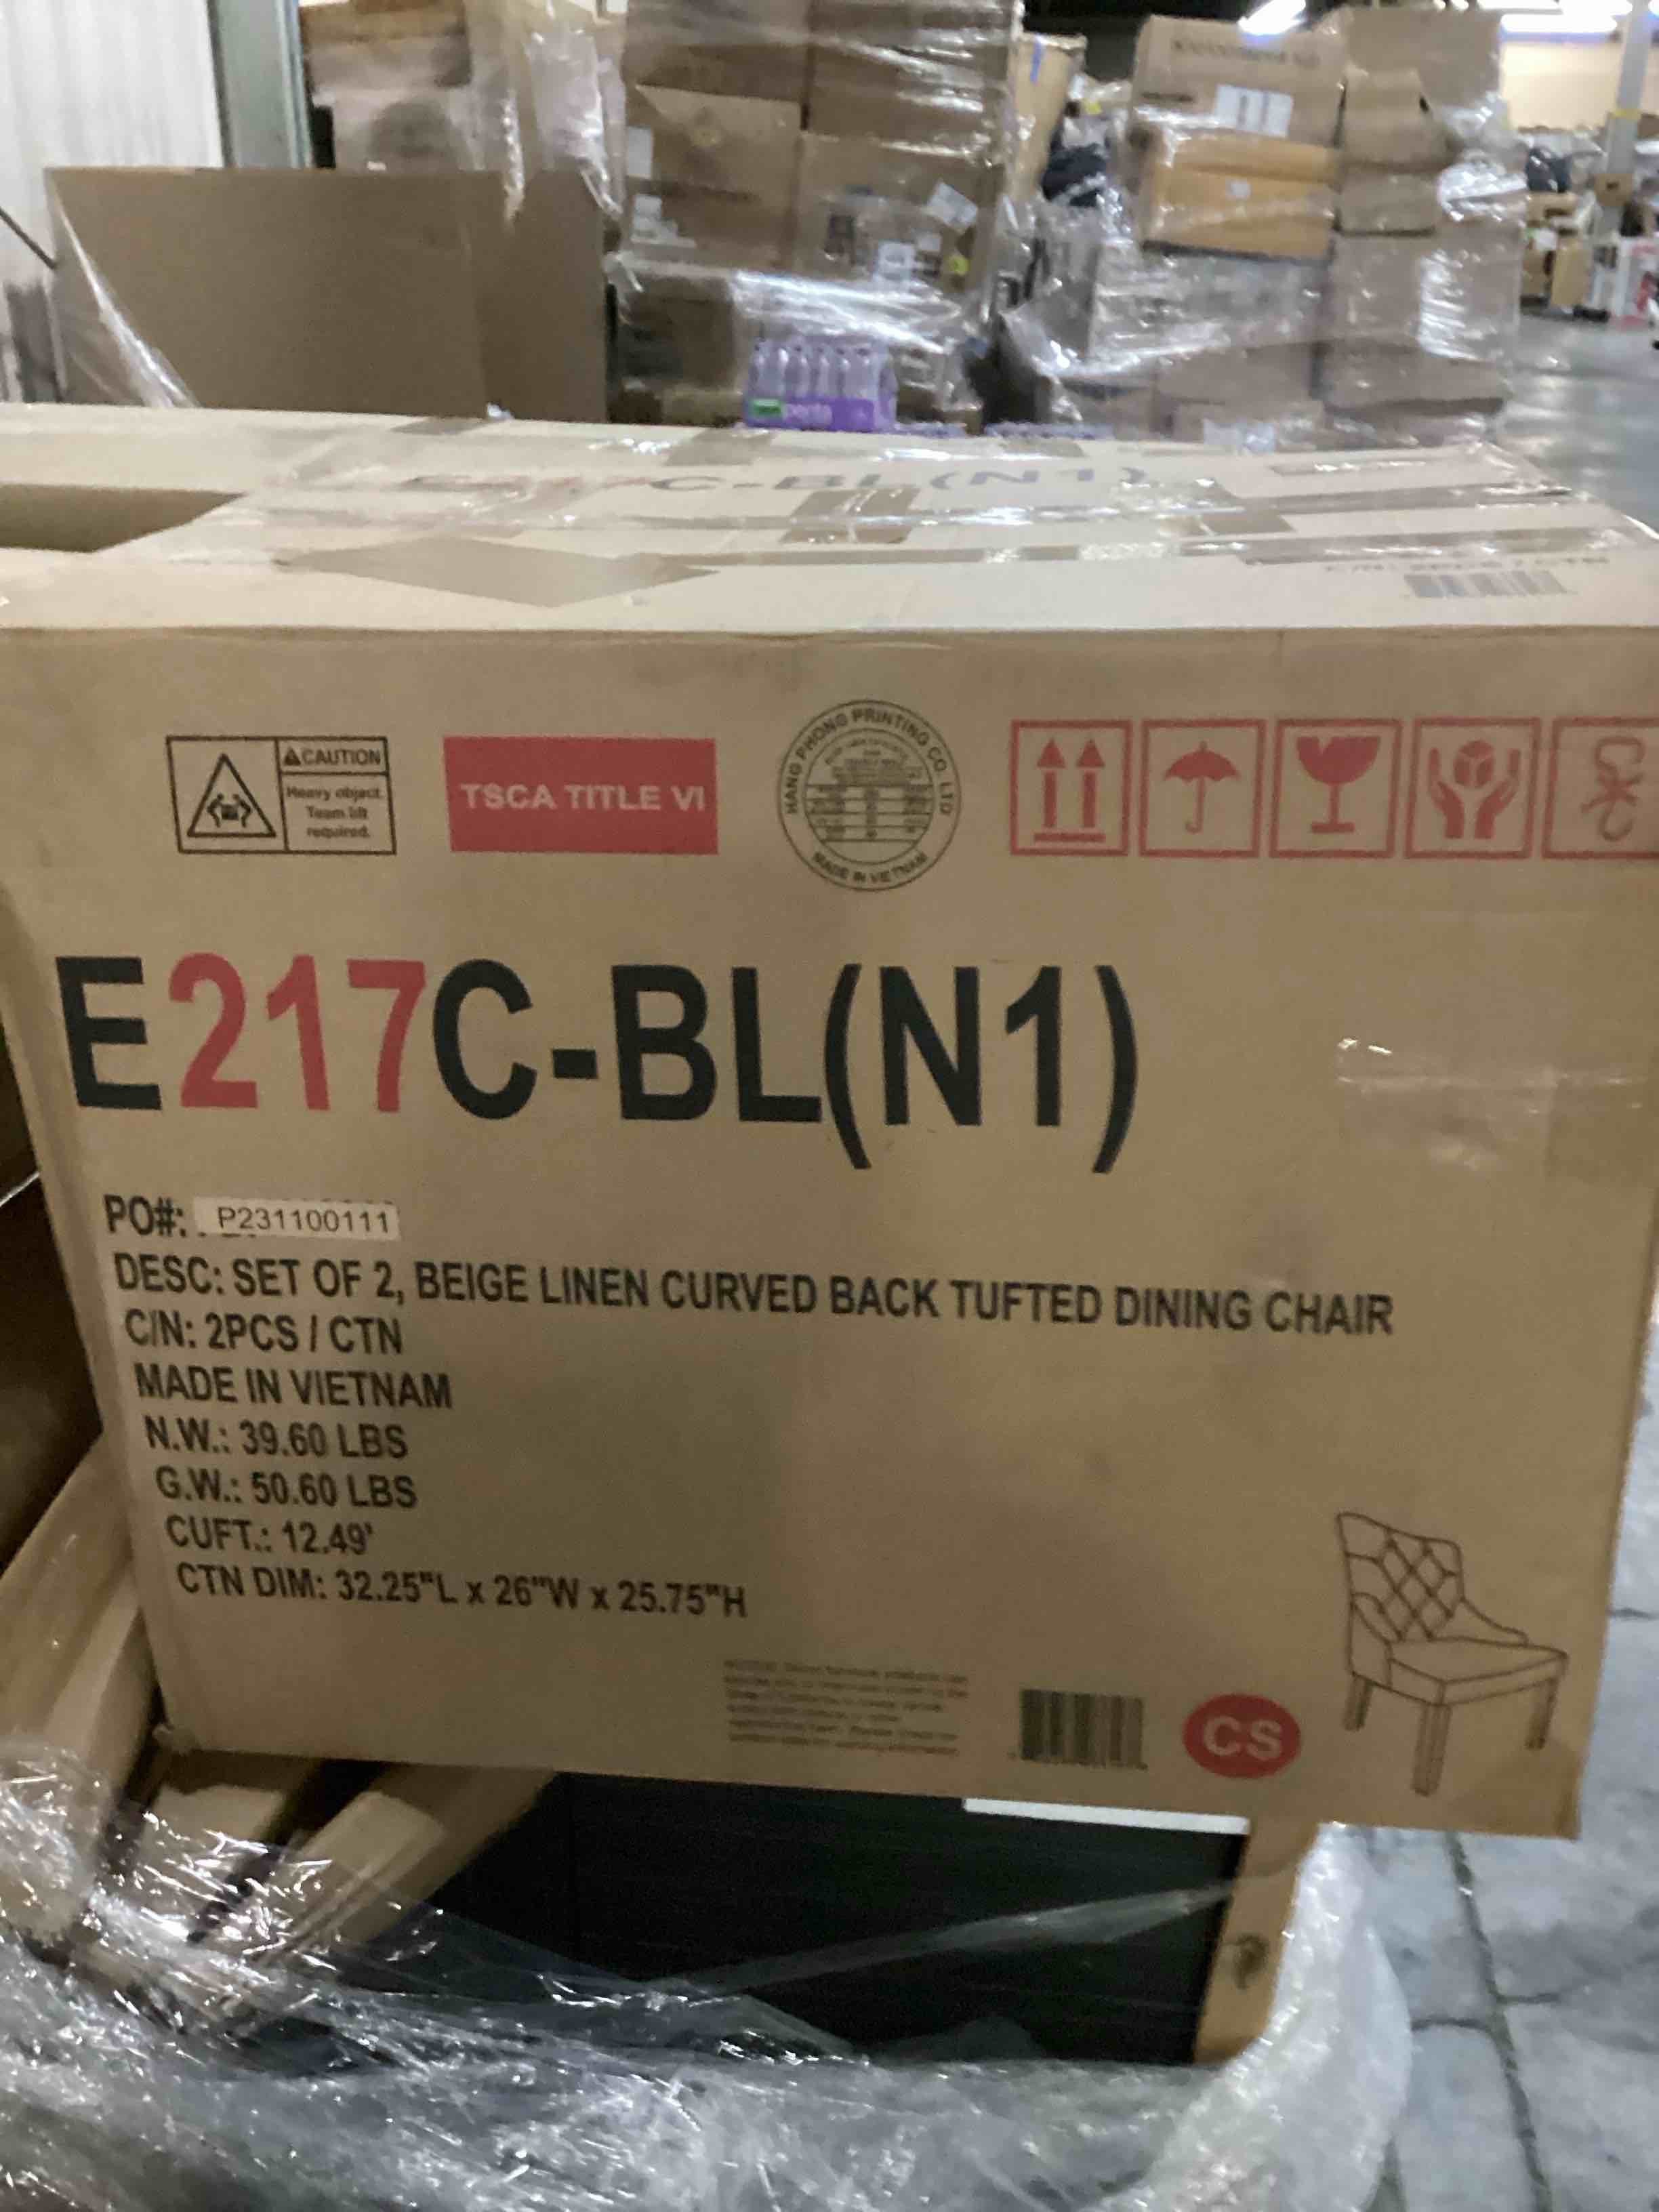 C-BL(N1)
CAUTION
Heavy object.
Team lift
required.
TSCA TITLE VI
HANG PHONG PRINTING CO. LTD
MADE IN VIETNAM
E217C-BL(N1)
PO#: P231100111
DESC: SET OF 2, BEIGE LINEN CURVED BACK TUFTED DINING CHAIR
C/N: 2PCS / CTN
MADE IN VIETNAM
N.W.: 39.60 LBS
G.W.: 50.60 LBS
CUFT.: 12.49'
CTN DIM: 32.25"L x 26"W x 25.75"H
CS